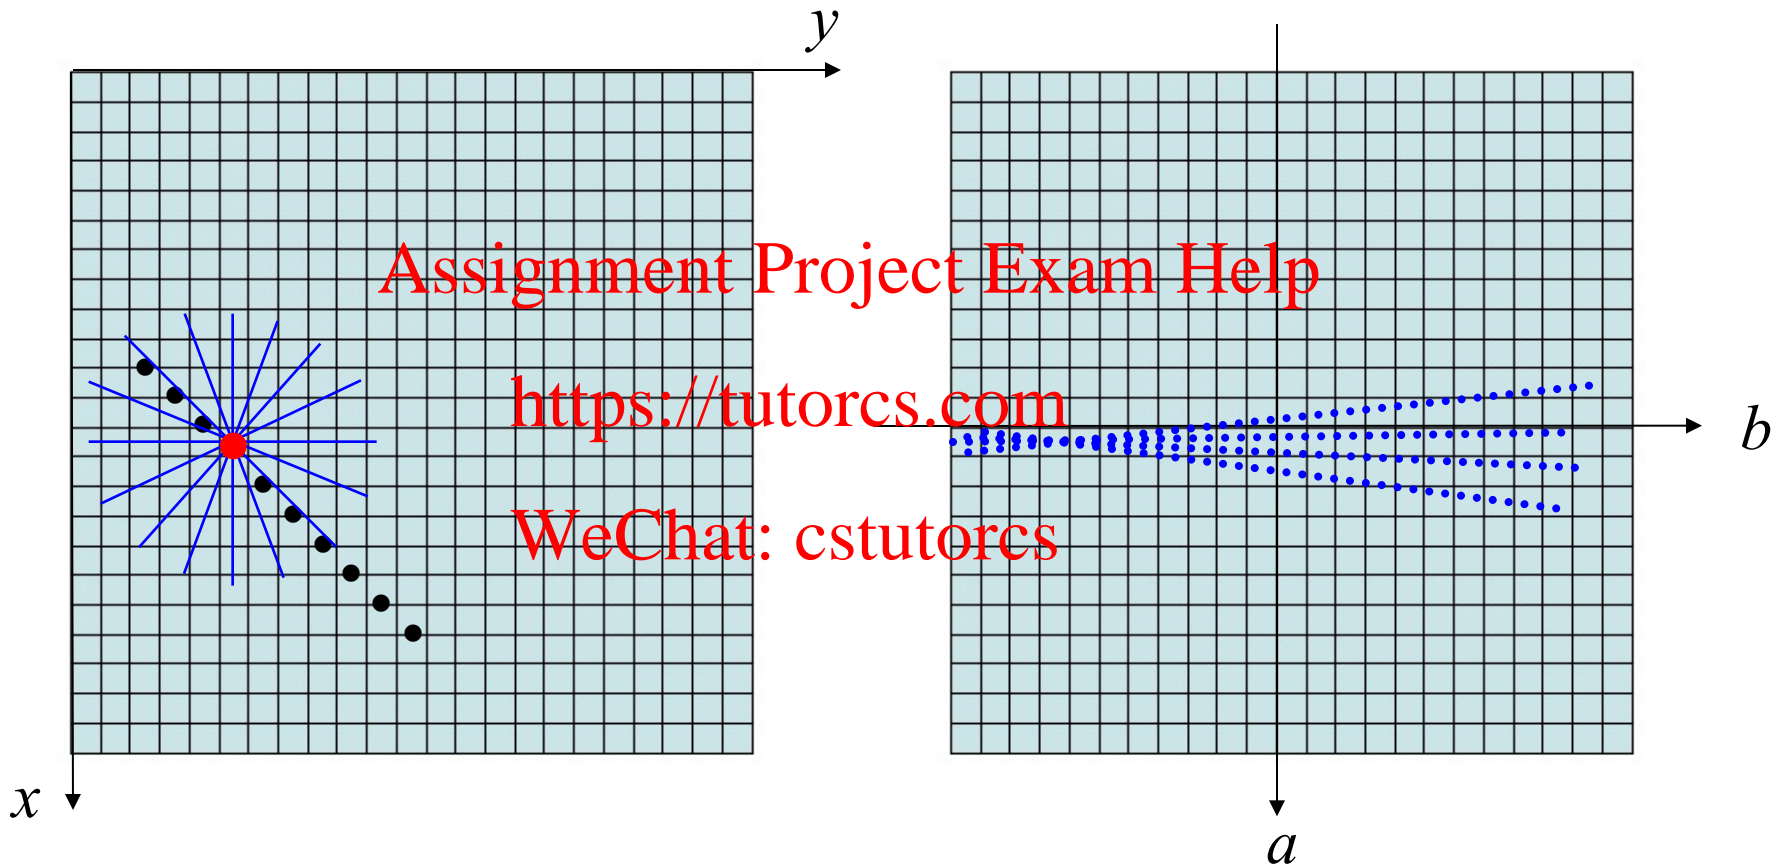 y
Assignment Project Exam Help
https://tutorcs.com
b
WeChat: cstutorcs
x
a